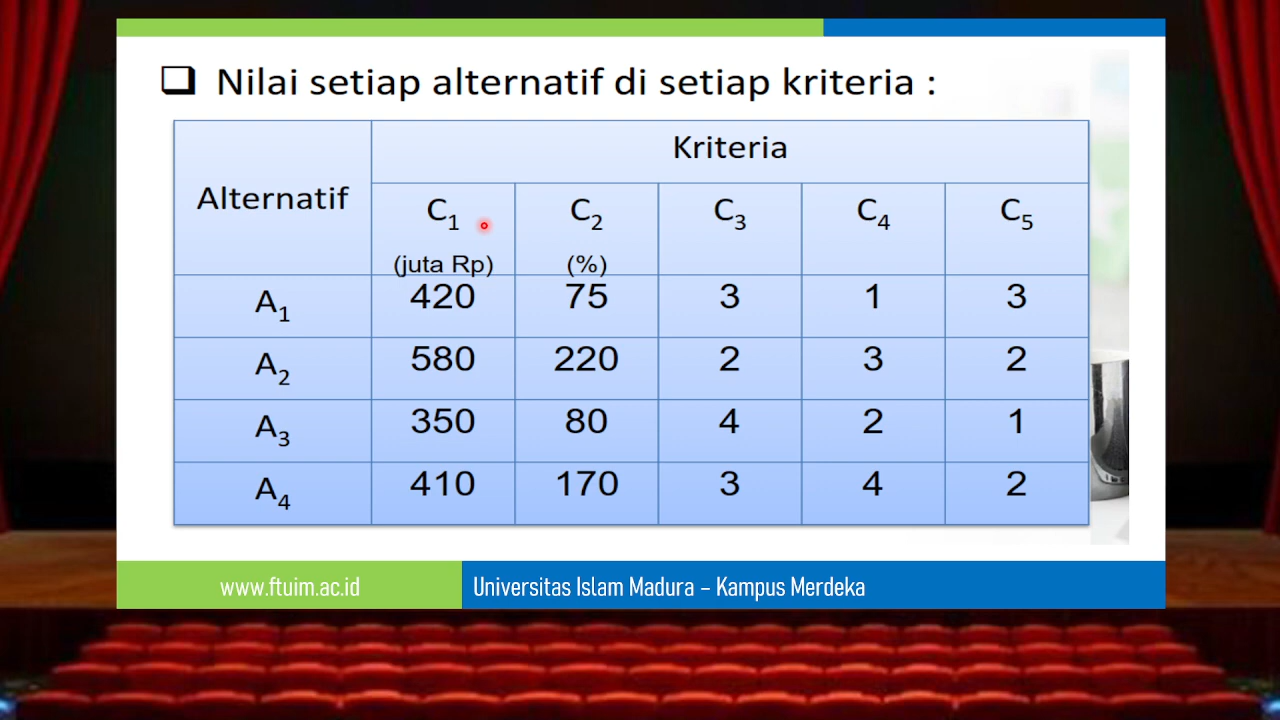 ❑ Nilai setiap alternatif di setiap kriteria :
Alternatif
Kriteria
C₁ C₂ C₃ C₄ C₅
(juta Rp) (%)
A₁ 420 75 3 1 3
A₂ 580 220 2 3 2
A₃ 350 80 4 2 1
A₄ 410 170 3 4 2
www.ftuim.ac.id
Universitas Islam Madura – Kampus Merdeka